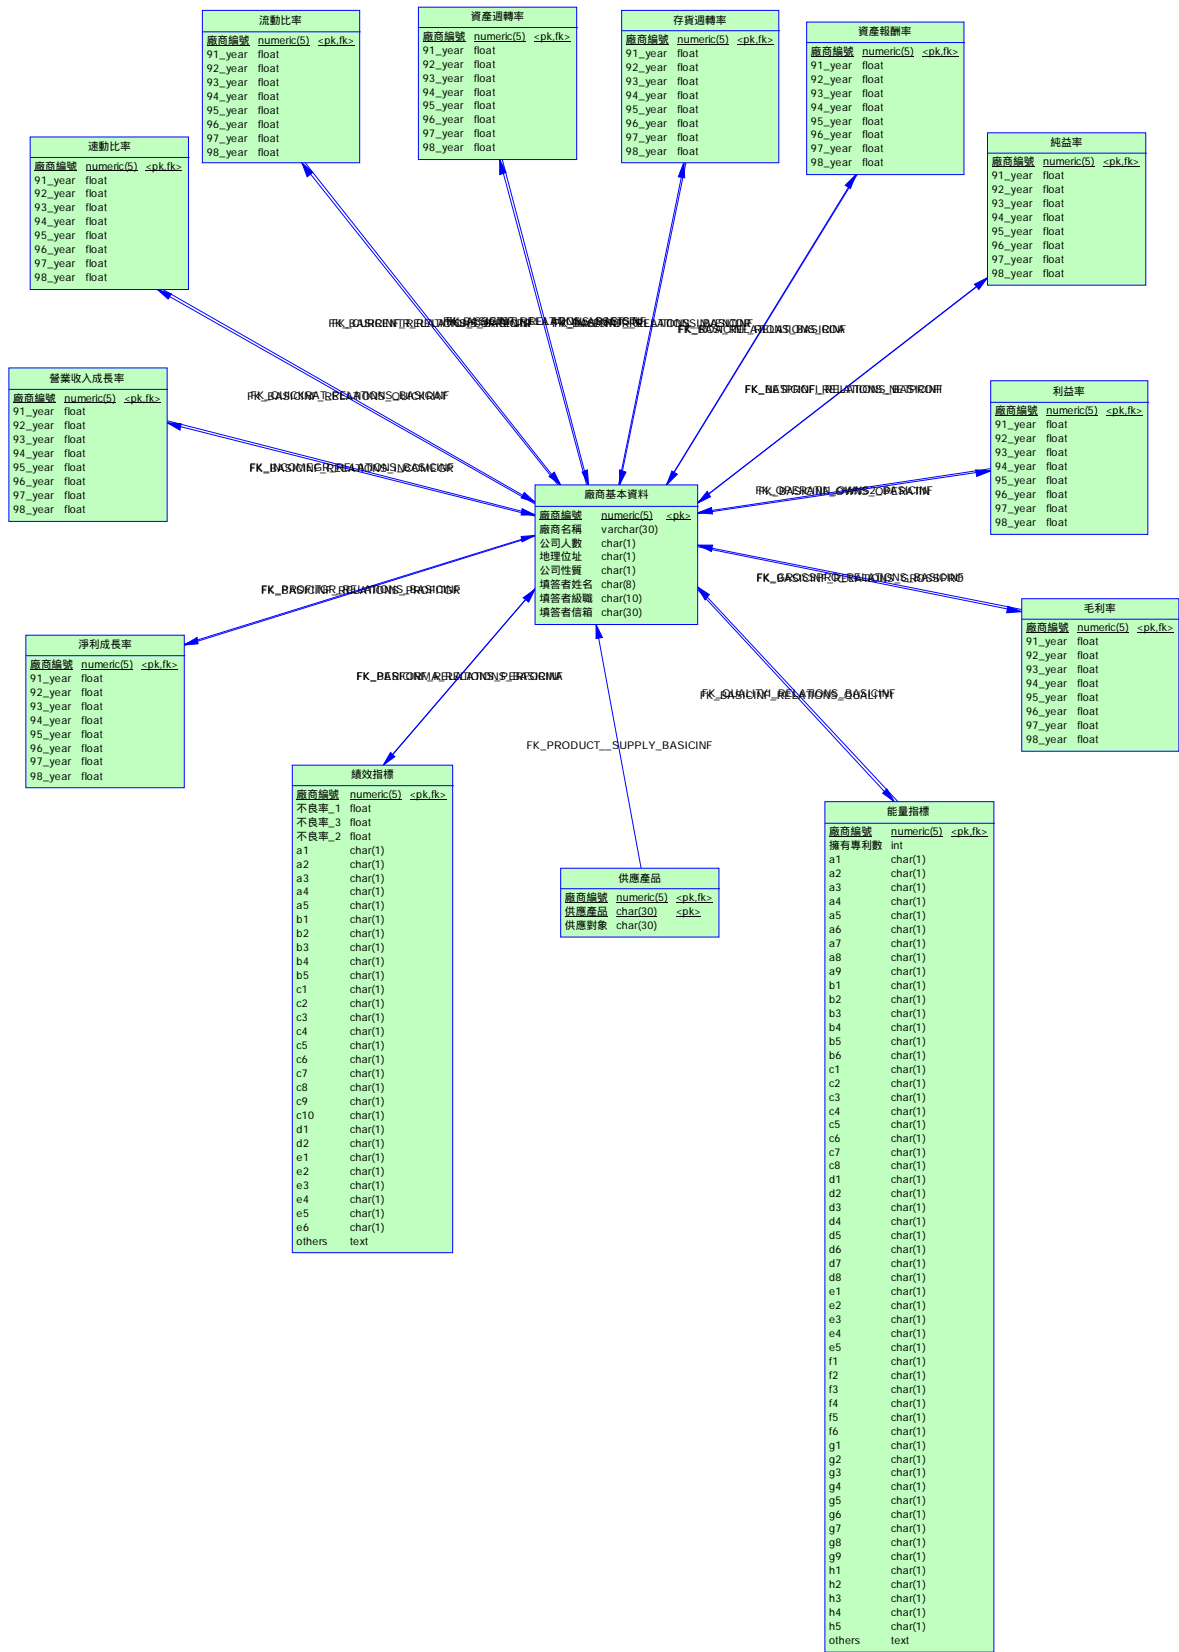 流動比率
廠商編號 numeric(5) <pk,fk>
91_year float
92_year float
93_year float
94_year float
95_year float
96_year float
97_year float
98_year float
資產週轉率
廠商編號 numeric(5) <pk,fk>
91_year float
92_year float
93_year float
94_year float
95_year float
96_year float
97_year float
98_year float
存貨週轉率
廠商編號 numeric(5) <pk,fk>
91_year float
92_year float
93_year float
94_year float
95_year float
96_year float
97_year float
98_year float
資產報酬率
廠商編號 numeric(5) <pk,fk>
91_year float
92_year float
93_year float
94_year float
95_year float
96_year float
97_year float
98_year float
速動比率
廠商編號 numeric(5) <pk,fk>
91_year float
92_year float
93_year float
94_year float
95_year float
96_year float
97_year float
98_year float
純益率
廠商編號 numeric(5) <pk,fk>
91_year float
92_year float
93_year float
94_year float
95_year float
96_year float
97_year float
98_year float
營業收入成長率
廠商編號 numeric(5) <pk,fk>
91_year float
92_year float
93_year float
94_year float
95_year float
96_year float
97_year float
98_year float
利益率
廠商編號 numeric(5) <pk,fk>
91_year float
92_year float
93_year float
94_year float
95_year float
96_year float
97_year float
98_year float
廠商基本資料
廠商編號 numeric(5) <pk>
廠商名稱 varchar(30)
公司人數 char(1)
地理位址 char(1)
公司性質 char(1)
填答者姓名 char(8)
填答者級職 char(10)
填答者信箱 char(30)
毛利率
廠商編號 numeric(5) <pk,fk>
91_year float
92_year float
93_year float
94_year float
95_year float
96_year float
97_year float
98_year float
淨利成長率
廠商編號 numeric(5) <pk,fk>
91_year float
92_year float
93_year float
94_year float
95_year float
96_year float
97_year float
98_year float
FK_PRODUCT__SUPPLY_BASICINF
績效指標
廠商編號 numeric(5) <pk,fk>
不良率_1 float
不良率_3 float
不良率_2 float
a1 char(1)
a2 char(1)
a3 char(1)
a4 char(1)
a5 char(1)
b1 char(1)
b2 char(1)
b3 char(1)
b4 char(1)
b5 char(1)
c1 char(1)
c2 char(1)
c3 char(1)
c4 char(1)
c5 char(1)
c6 char(1)
c7 char(1)
c8 char(1)
c9 char(1)
c10 char(1)
d1 char(1)
d2 char(1)
e1 char(1)
e2 char(1)
e3 char(1)
e4 char(1)
e5 char(1)
e6 char(1)
others text
供應產品
廠商編號 numeric(5) <pk,fk>
供應產品 char(30) <pk>
供應對象 char(30)
能量指標
廠商編號 numeric(5) <pk,fk>
擁有專利數 int
a1 char(1)
a2 char(1)
a3 char(1)
a4 char(1)
a5 char(1)
a6 char(1)
a7 char(1)
a8 char(1)
a9 char(1)
b1 char(1)
b2 char(1)
b3 char(1)
b4 char(1)
b5 char(1)
b6 char(1)
c1 char(1)
c2 char(1)
c3 char(1)
c4 char(1)
c5 char(1)
c6 char(1)
c7 char(1)
c8 char(1)
d1 char(1)
d2 char(1)
d3 char(1)
d4 char(1)
d5 char(1)
d6 char(1)
d7 char(1)
d8 char(1)
e1 char(1)
e2 char(1)
e3 char(1)
e4 char(1)
e5 char(1)
f1 char(1)
f2 char(1)
f3 char(1)
f4 char(1)
f5 char(1)
f6 char(1)
g1 char(1)
g2 char(1)
g3 char(1)
g4 char(1)
g5 char(1)
g6 char(1)
g7 char(1)
g8 char(1)
g9 char(1)
h1 char(1)
h2 char(1)
h3 char(1)
h4 char(1)
h5 char(1)
others text